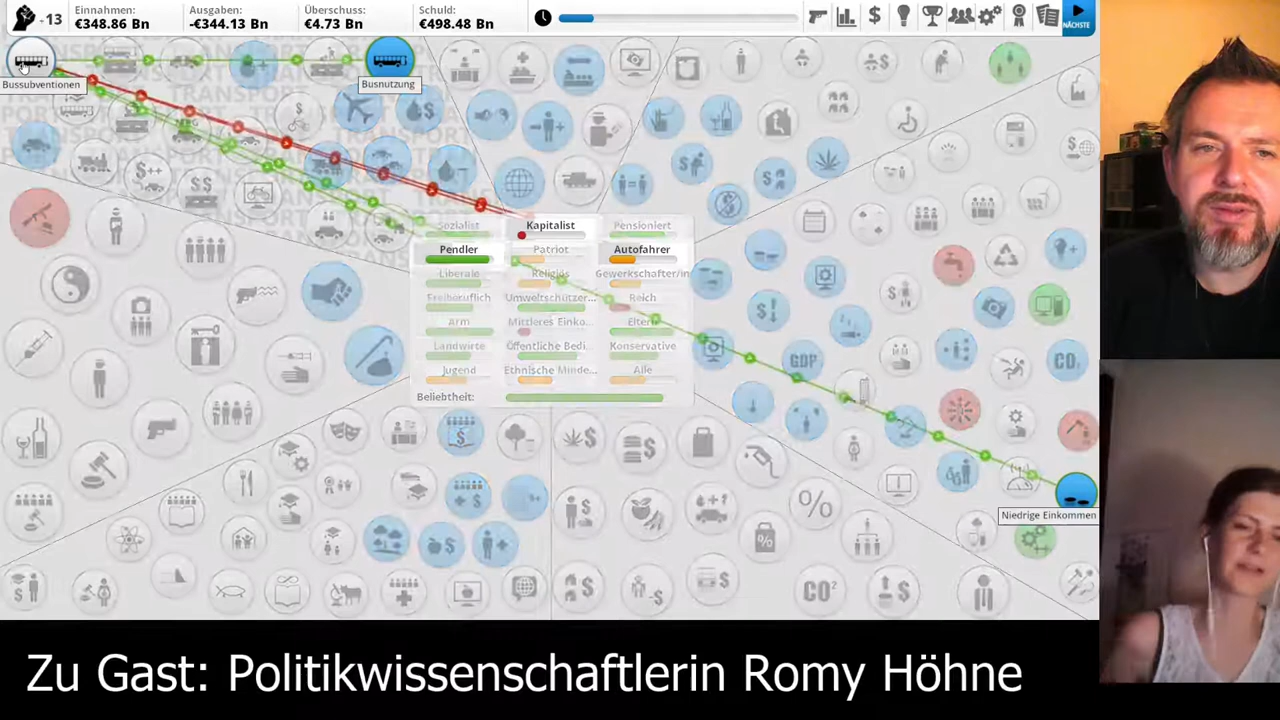 13
Einnahmen: Ausgaben: Überschuss: Schuld:
€348.86 Bn -€344.13 Bn €4.73 Bn €498.48 Bn
NÄCHSTE
Bussubventionen
Busnutzung
TRANSPORT
Sozialist Kapitalist Pensioniert
Pendler Patriot Autofahrer
Liberale Religiös Gewerkschafter/in
Freiberuflich Umweltschützer... Reich
Arm Mittleres Einko... Eltern
Landwirte Öffentliche Bedi... Konservative
Jugend Ethnische Minde... Alle
Beliebtheit:
GDP
CO₂
Niedrige Einkommen
CO²
Zu Gast: Politikwissenschaftlerin Romy Höhne